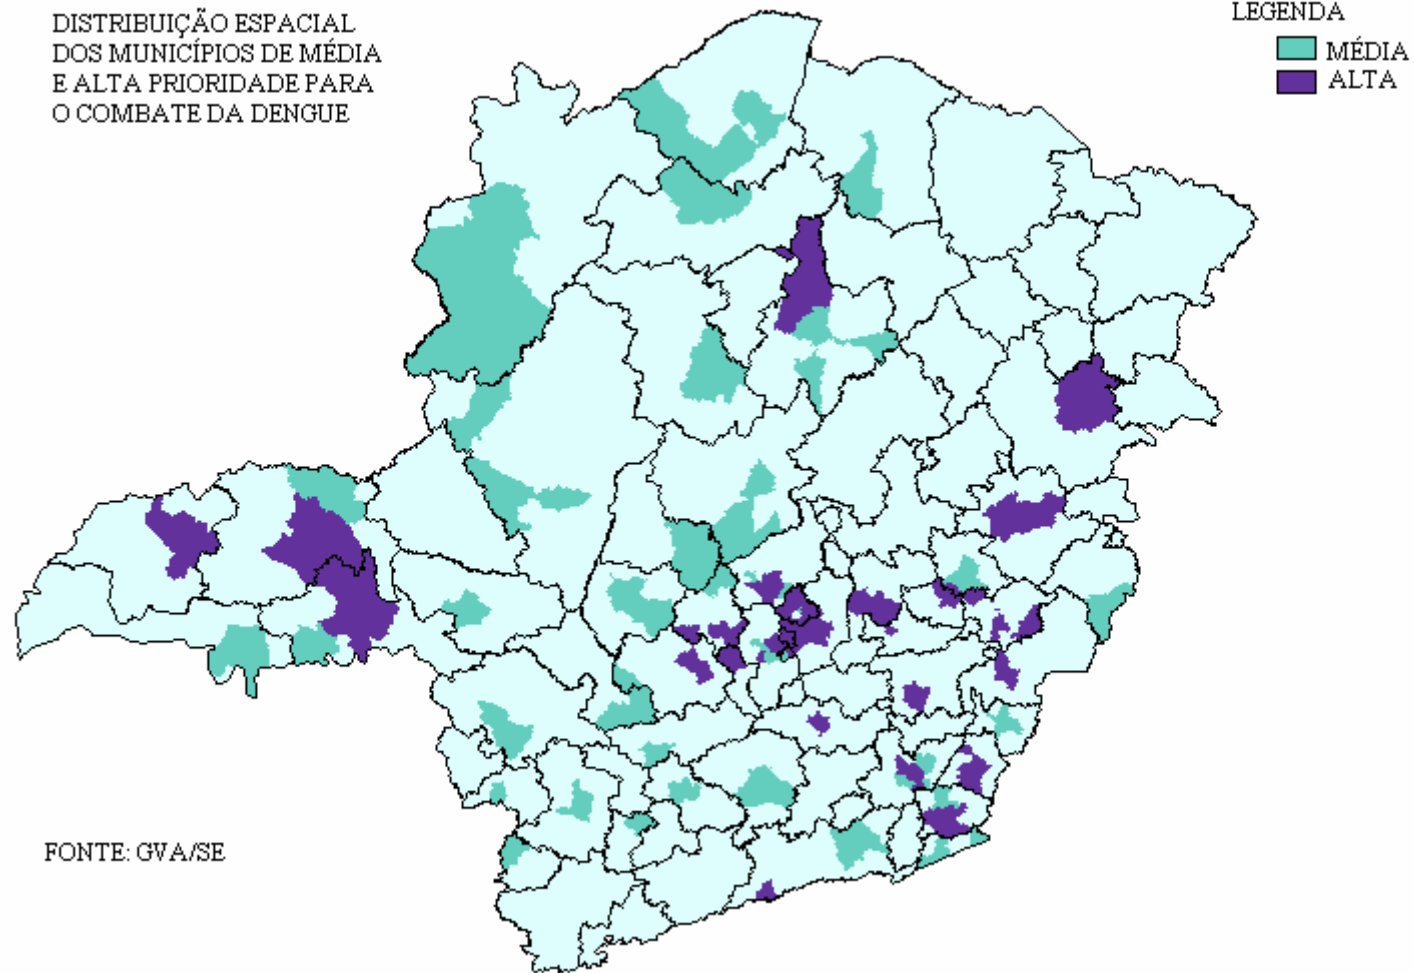 DISTRIBUIÇÃO ESPACIAL
DOS MUNICÍPIOS DE MÉDIA
E ALTA PRIORIDADE PARA
O COMBATE DA DENGUE
LEGENDA
MÉDIA
ALTA
FONTE: GVA/SE